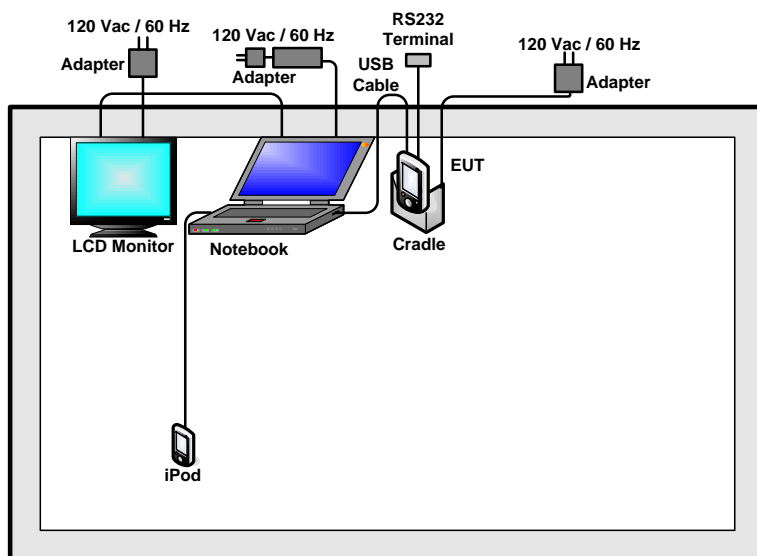 120 Vac / 60 Hz
Adapter
120 Vac / 60 Hz
Adapter
RS232
Terminal
USB
Cable
120 Vac / 60 Hz
Adapter
EUT
LCD Monitor
Notebook
Cradle
iPod